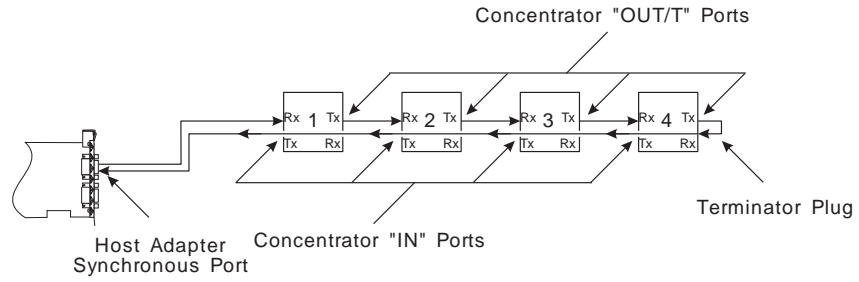 Concentrator "OUT/T" Ports
Rx 1 Tx Rx 2 Tx Rx 3 Tx Rx 4 Tx
Tx Rx Tx Rx Tx Rx Tx Rx
Terminator Plug
Host Adapter
Synchronous Port
Concentrator "IN" Ports